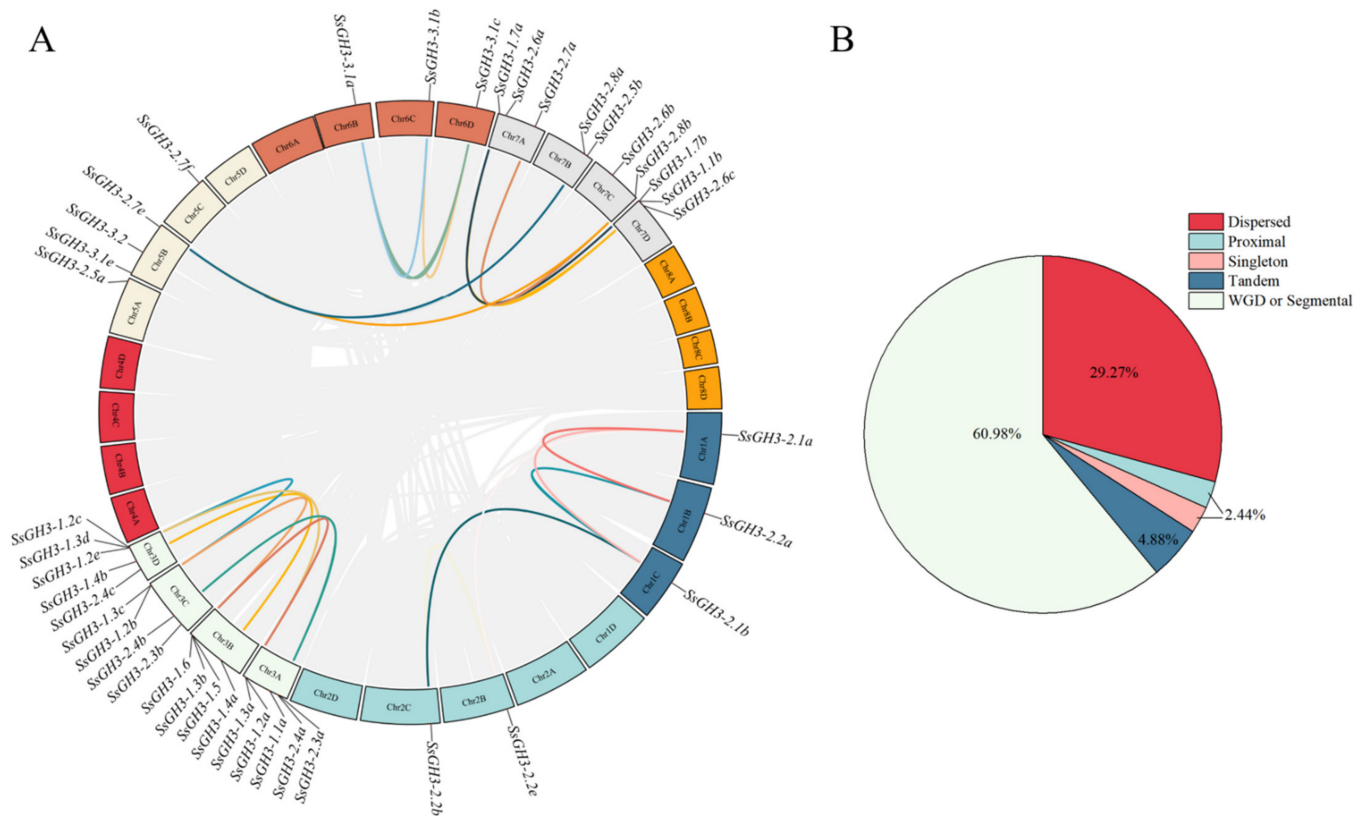 A
B
SsGH3-3.1a
SsGH3-3.1b
SsGH3-3.1c
SsGH3-1.7a
SsGH3-2.6a
SsGH3-2.7a
SsGH3-2.8a
SsGH3-2.5b
SsGH3-2.6b
SsGH3-2.8b
SsGH3-1.7b
SsGH3-1.1b
SsGH3-2.6c
SsGH3-2.1a
SsGH3-2.2a
SsGH3-2.1b
SsGH3-2.2e
SsGH3-2.2b
SsGH3-2.3a
SsGH3-2.4a
SsGH3-1.1a
SsGH3-1.2a
SsGH3-1.3a
SsGH3-1.4a
SsGH3-1.5
SsGH3-1.3b
SsGH3-1.6
SsGH3-2.3b
SsGH3-2.4b
SsGH3-1.2b
SsGH3-1.3c
SsGH3-2.4c
SsGH3-1.4b
SsGH3-1.2e
SsGH3-1.3d
SsGH3-1.2c
SsGH3-2.5a
SsGH3-3.1e
SsGH3-3.2
SsGH3-2.7e
SsGH3-2.7f
Chr6A
Chr6B
Chr6C
Chr6D
Chr7A
Chr7B
Chr7C
Chr7D
Chr8A
Chr8B
Chr8C
Chr8D
Chr1A
Chr1B
Chr1C
Chr1D
Chr2A
Chr2B
Chr2C
Chr2D
Chr3A
Chr3B
Chr3C
Chr3D
Chr4A
Chr4B
Chr4C
Chr4D
Chr5A
Chr5B
Chr5C
Chr5D
Dispersed
Proximal
Singleton
Tandem
WGD or Segmental
29.27%
60.98%
2.44%
4.88%